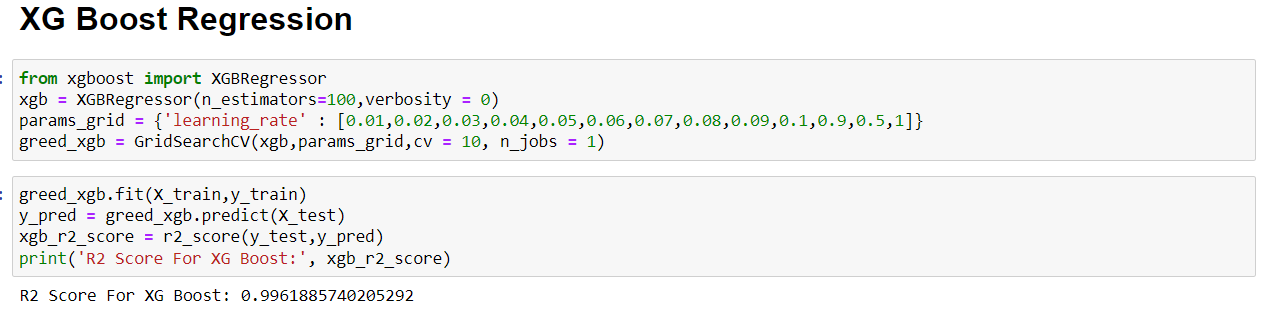 XG Boost Regression
:
from xgboost import XGBRegressor
xgb = XGBRegressor(n_estimators=100,verbosity = 0)
params_grid = {'learning_rate' : [0.01,0.02,0.03,0.04,0.05,0.06,0.07,0.08,0.09,0.1,0.9,0.5,1]}
greed_xgb = GridSearchCV(xgb,params_grid,cv = 10, n_jobs = 1)
:
greed_xgb.fit(X_train,y_train)
y_pred = greed_xgb.predict(X_test)
xgb_r2_score = r2_score(y_test,y_pred)
print('R2 Score For XG Boost:', xgb_r2_score)
R2 Score For XG Boost: 0.9961885740205292